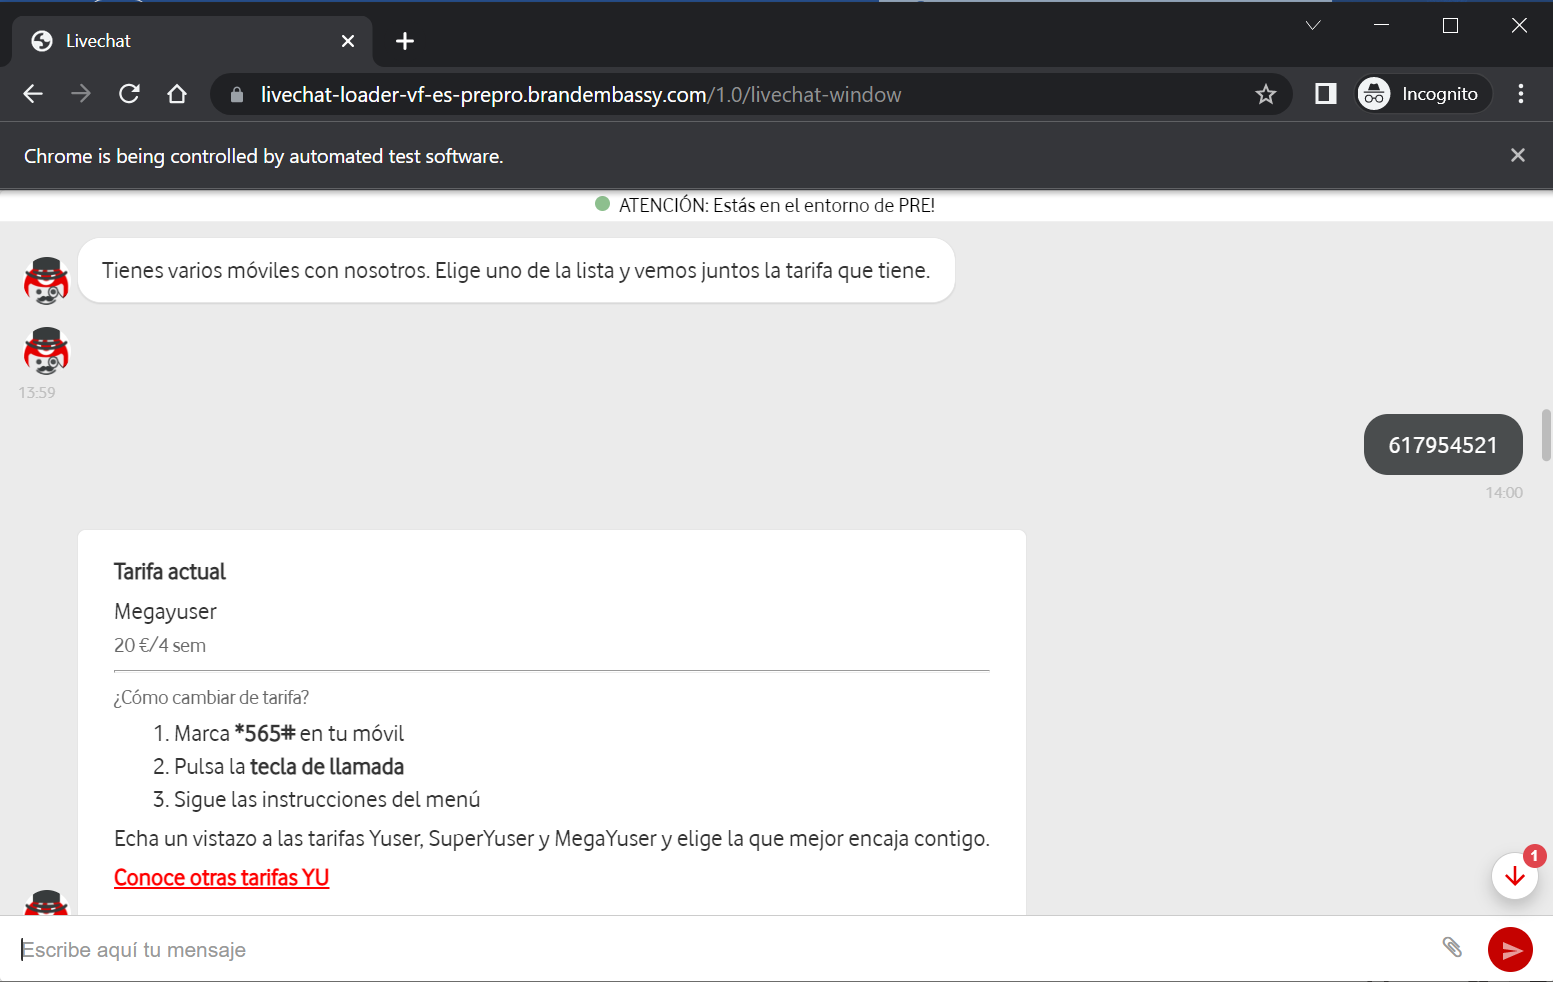 Livechat
livechat-loader-vf-es-prepro.brandembassy.com/1.0/livechat-window
Incognito
Chrome is being controlled by automated test software.
ATENCIÓN: Estás en el entorno de PRE!
Tienes varios móviles con nosotros. Elige uno de la lista y vemos juntos la tarifa que tiene.
13:59
617954521
14:00
Tarifa actual
Megayuser
20 €/4 sem
¿Cómo cambiar de tarifa?
1. Marca *565# en tu móvil
2. Pulsa la tecla de llamada
3. Sigue las instrucciones del menú
Echa un vistazo a las tarifas Yuser, SuperYuser y MegaYuser y elige la que mejor encaja contigo.
Conoce otras tarifas YU
1
Escribe aquí tu mensaje